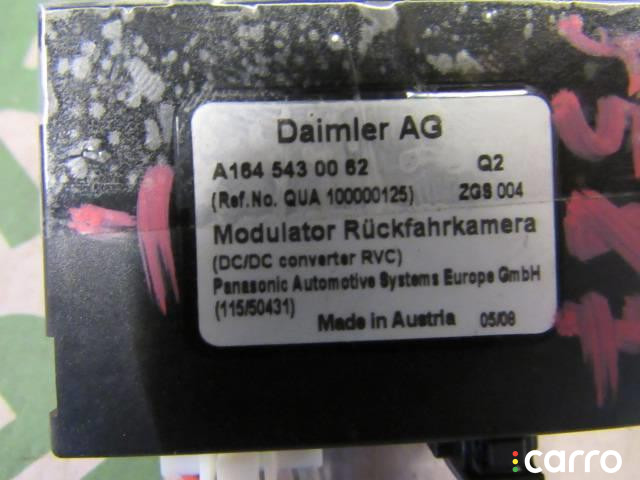 Daimler AG
A164 543 00 62 Q2
(Ref.No. QUA 100000125) ZGS 004
Modulator Rückfahrkamera
(DC/DC converter RVC)
Panasonic Automotive Systems Europe GmbH
(115/50431)
Made in Austria 05/08
carro